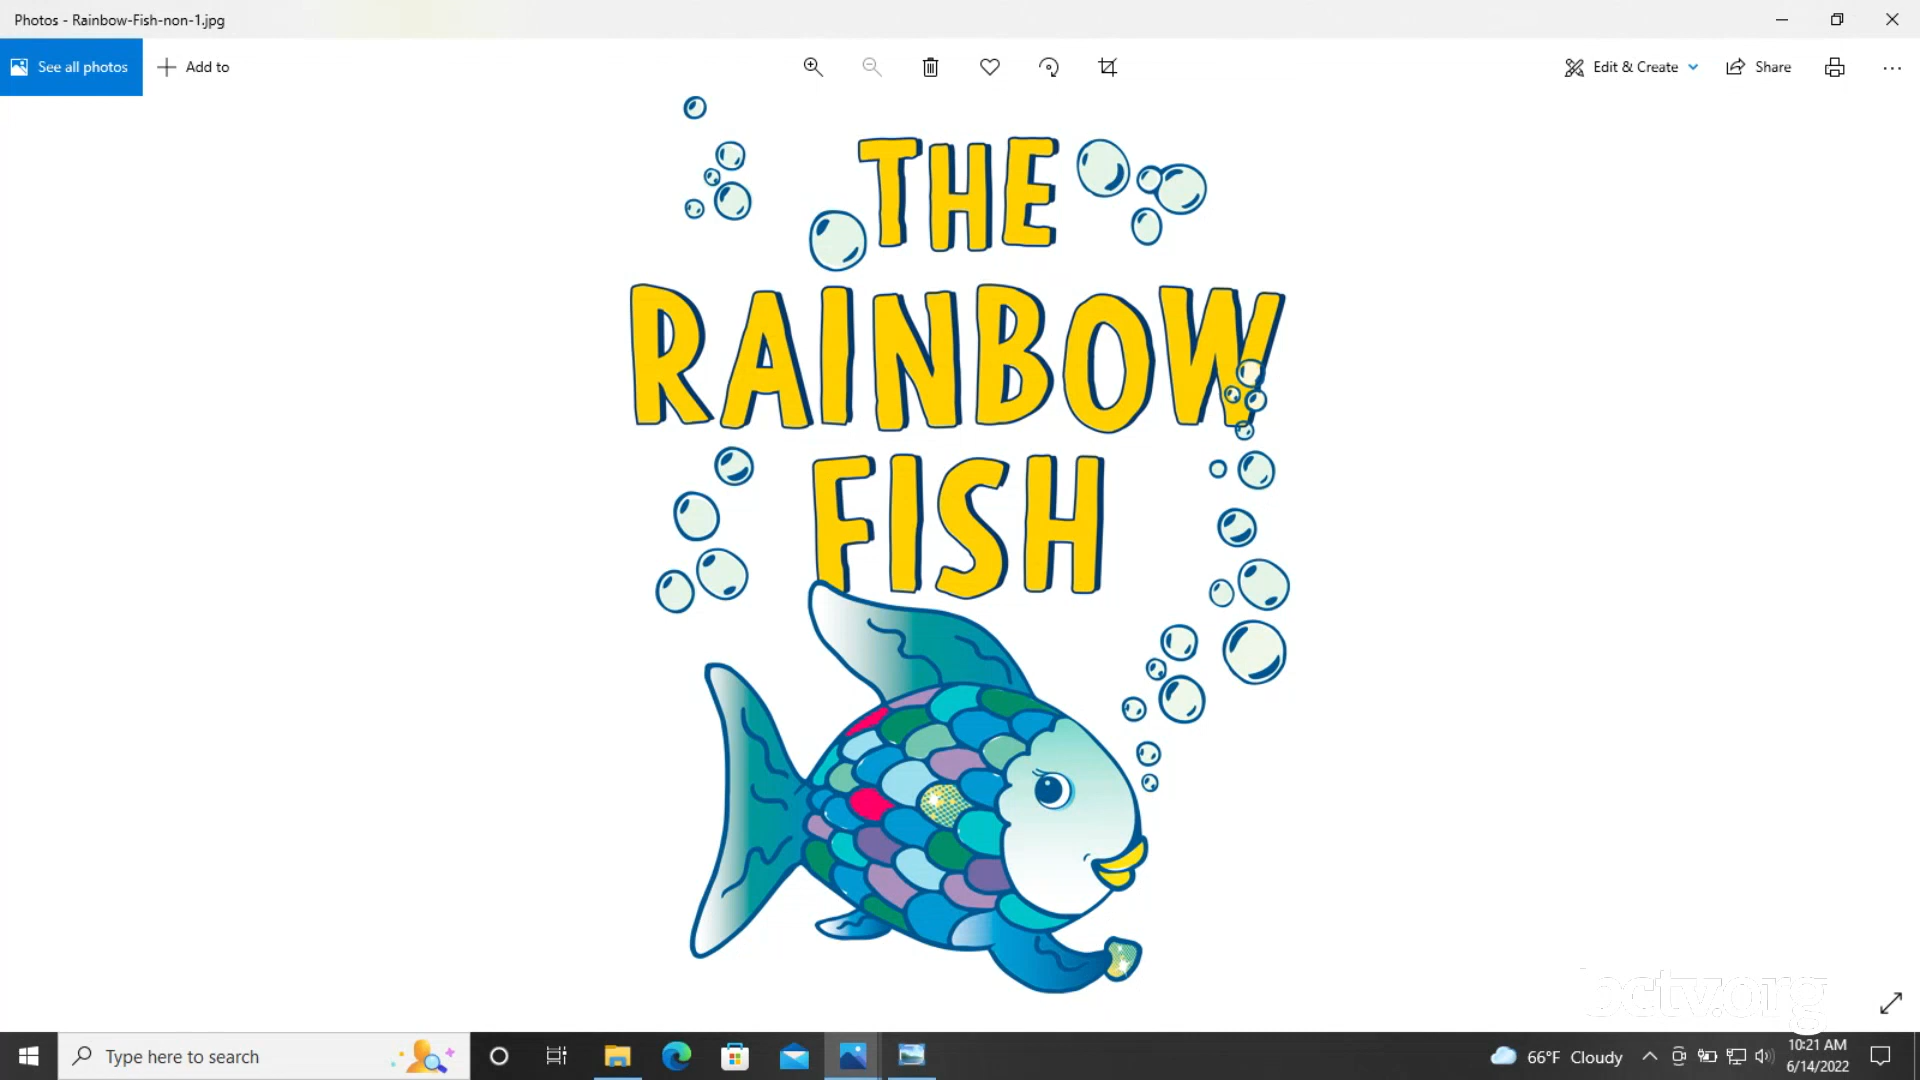 Photos - Rainbow-Fish-non-1.jpg
See all photos
Add to
Edit & Create
Share
THE
RAINBOW
FISH
bctv.org
Type here to search
66°F Cloudy
10:21 AM
6/14/2022